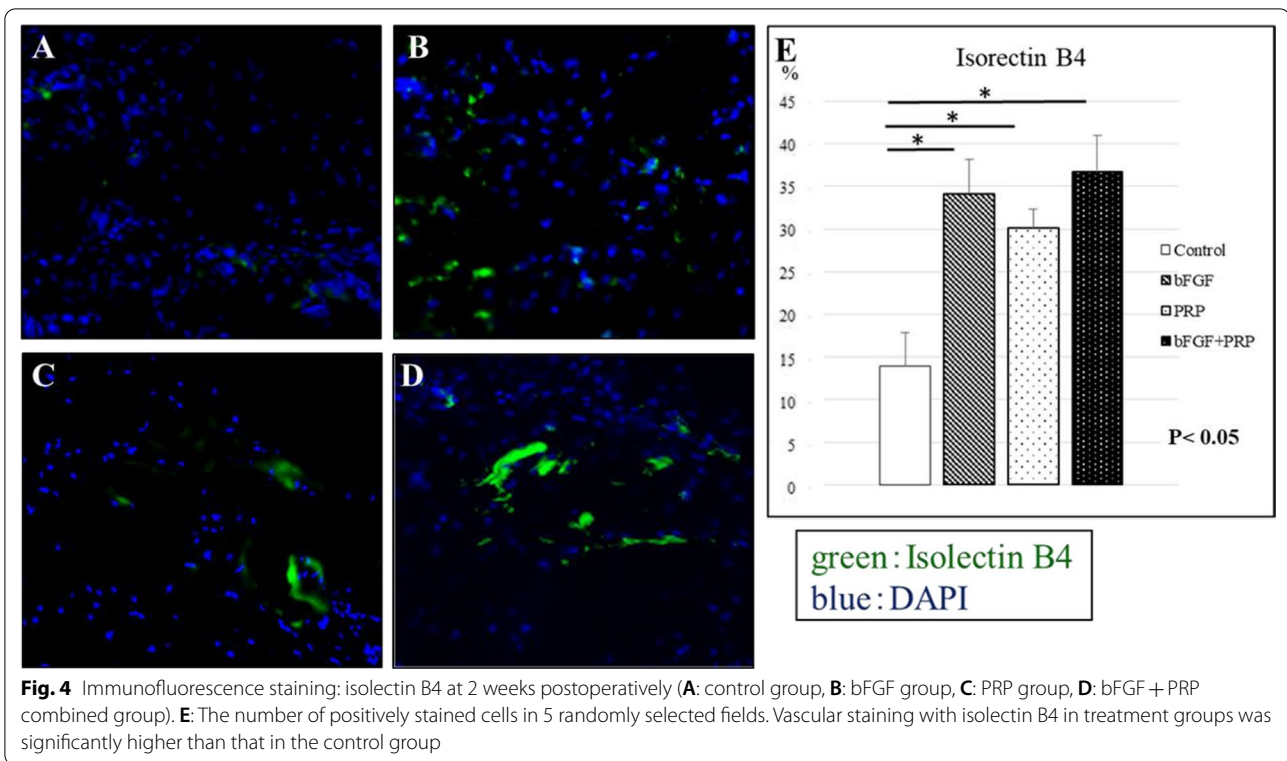 A
B
C
D
E
%
Isorectin B4
*
*
*
45
40
35
30
25
20
15
10
5
0
Control
bFGF
PRP
bFGF+PRP
P< 0.05
green : Isolectin B4
blue : DAPI
Fig. 4 Immunofluorescence staining: isolectin B4 at 2 weeks postoperatively (A: control group, B: bFGF group, C: PRP group, D: bFGF + PRP
combined group). E: The number of positively stained cells in 5 randomly selected fields. Vascular staining with isolectin B4 in treatment groups was
significantly higher than that in the control group